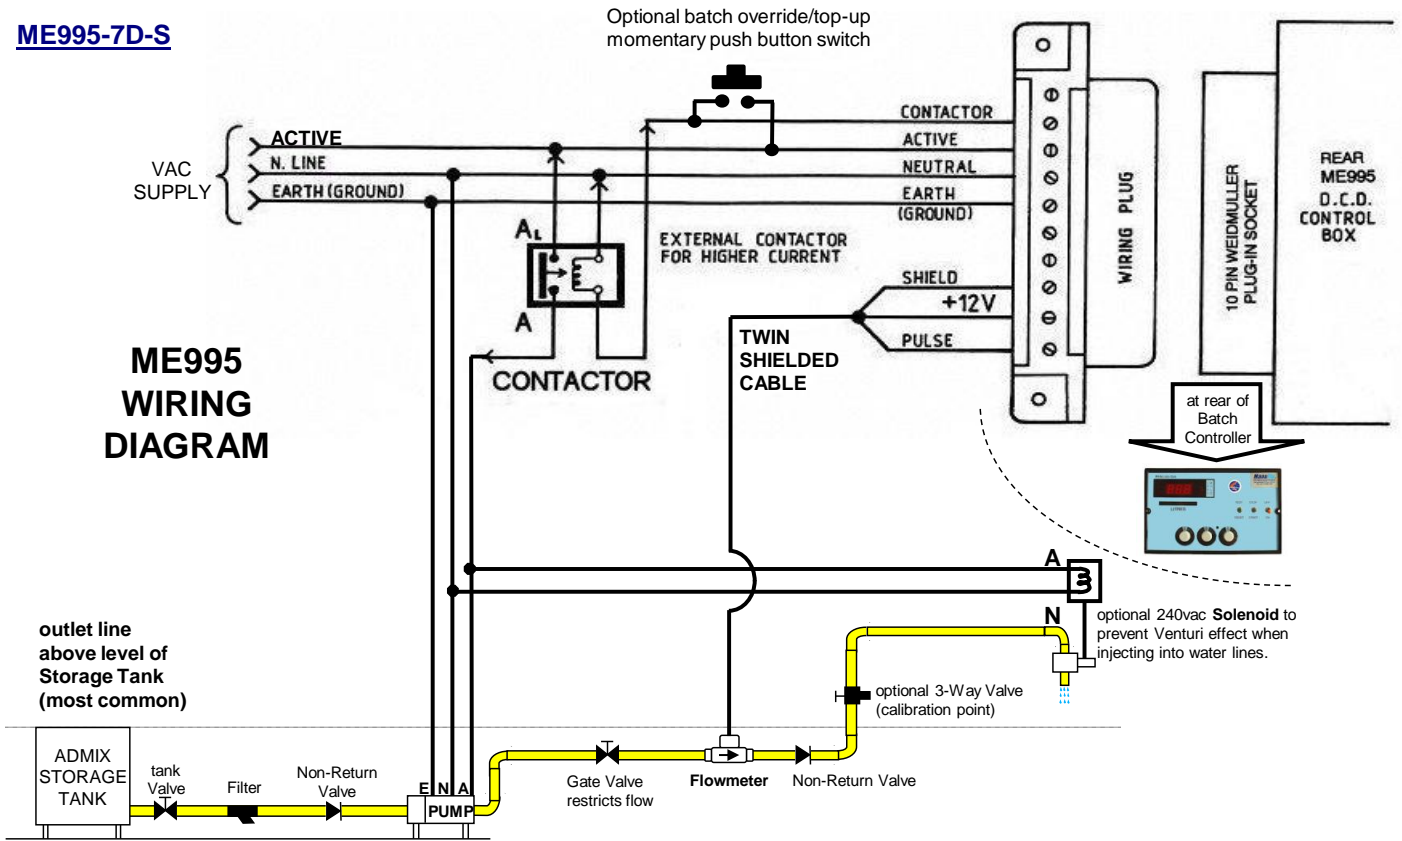 ME995-7D-S
Optional batch override/top-up
momentary push button switch
CONTACTOR
ACTIVE
ACTIVE
VAC
SUPPLY
N. LINE
NEUTRAL
EARTH (GROUND)
EARTH
(GROUND)
REAR
ME995
D.C.D.
CONTROL
BOX
WIRING PLUG
10 PIN WEIDMULLER
PLUG-IN SOCKET
A1
EXTERNAL CONTACTOR
FOR HIGHER CURRENT
SHIELD
+12V
PULSE
A
CONTACTOR
TWIN
SHIELDED
CABLE
ME995
WIRING
DIAGRAM
at rear of
Batch
Controller
LITRES
A
N
optional 240vac Solenoid to
prevent Venturi effect when
injecting into water lines.
outlet line
above level of
Storage Tank
(most common)
optional 3-Way Valve
(calibration point)
ADMIX
STORAGE
TANK
tank
Valve
Filter
Non-Return
Valve
E N A
PUMP
Gate Valve
restricts flow
Flowmeter
Non-Return Valve